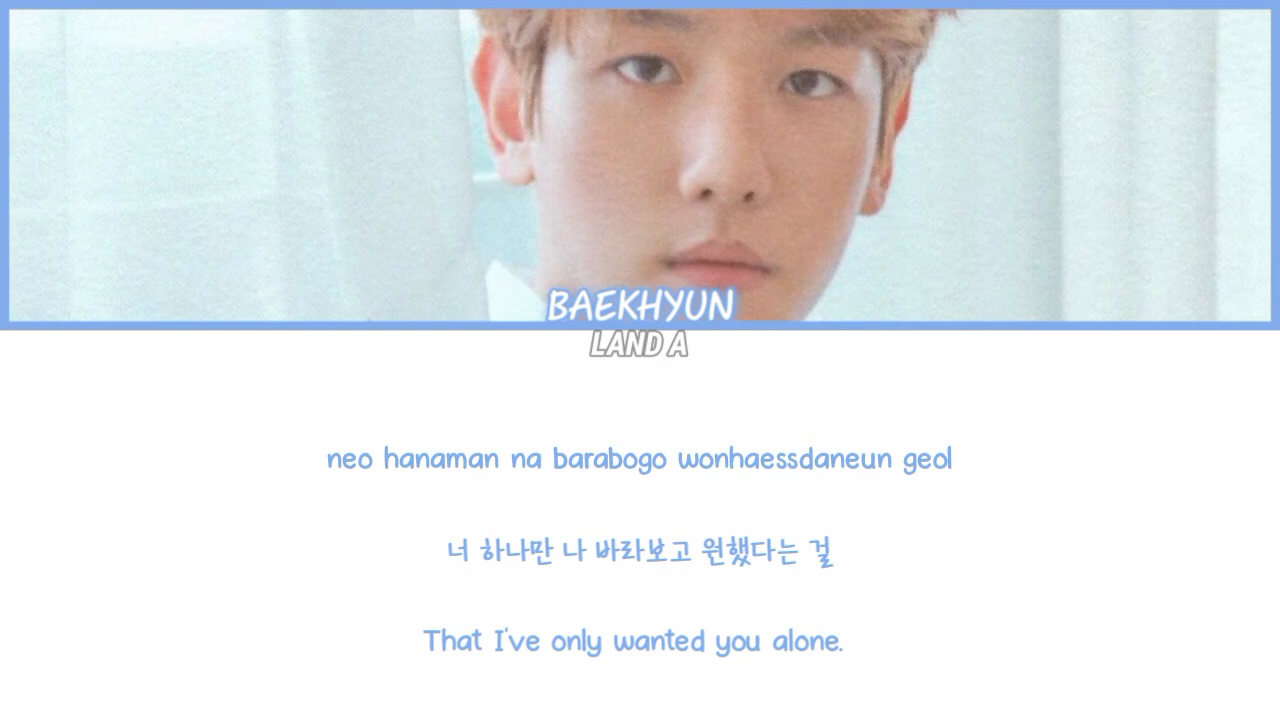 BAEKHYUN
LAND A
neo hanaman na barabogo wonhaessdaneun geol
너 하나만 나 바라보고 원했다는 걸
That I've only wanted you alone.